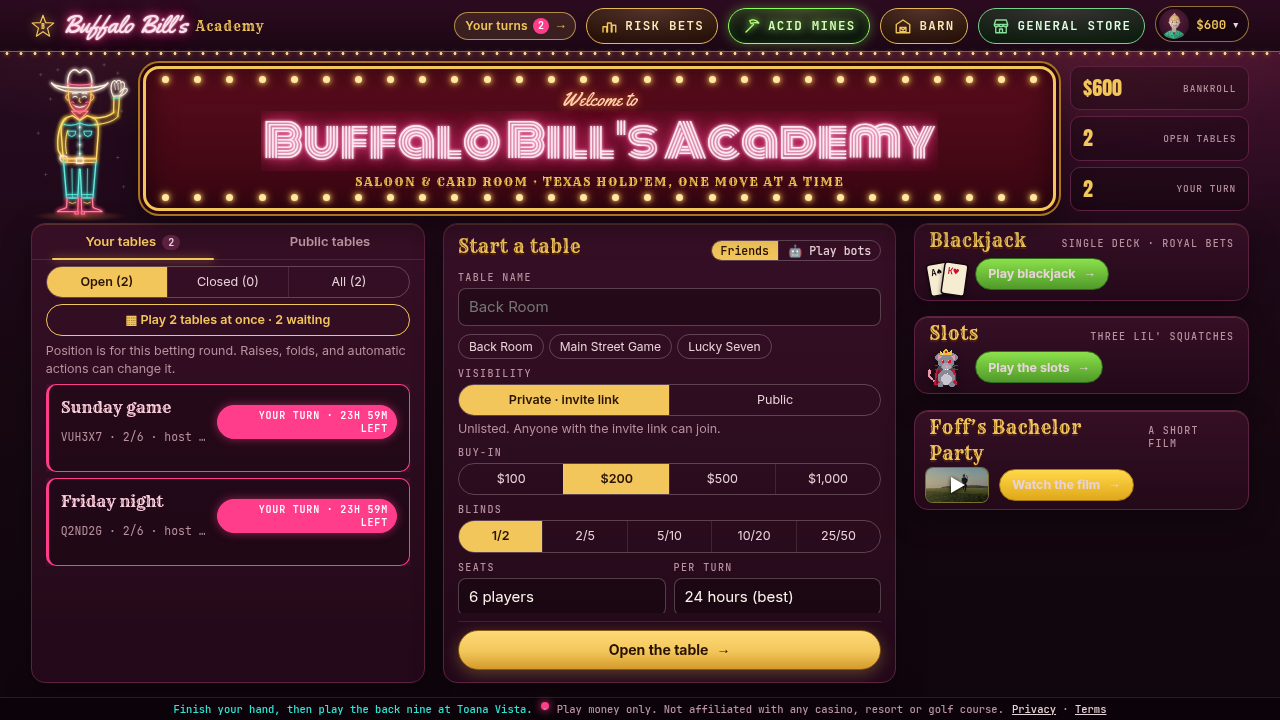 Buffalo Bill's Academy
Your turns 2 →
RISK BETS
ACID MINES
BARN
GENERAL STORE
$600 ▾
Welcome to
BUFFALO BILL'S ACADEMY
SALOON & CARD ROOM · TEXAS HOLD'EM, ONE MOVE AT A TIME
$600 BANKROLL
2 OPEN TABLES
2 YOUR TURN
Your tables 2
Public tables
Open (2)
Closed (0)
All (2)
▦ Play 2 tables at once · 2 waiting
Position is for this betting round. Raises, folds, and automatic
actions can change it.
Sunday game
VUH3X7 · 2/6 · host …
YOUR TURN · 23H 59M
LEFT
Friday night
Q2ND2G · 2/6 · host …
YOUR TURN · 23H 59M
LEFT
Start a table
Friends
🤖 Play bots
TABLE NAME
Back Room
Back Room
Main Street Game
Lucky Seven
VISIBILITY
Private · invite link
Public
Unlisted. Anyone with the invite link can join.
BUY-IN
$100
$200
$500
$1,000
BLINDS
1/2
2/5
5/10
10/20
25/50
SEATS
PER TURN
6 players
24 hours (best)
Open the table →
Blackjack
SINGLE DECK · ROYAL BETS
A♠ K♥
Play blackjack →
Slots
THREE LIL' SQUATCHES
Play the slots →
Foff's Bachelor
Party
A SHORT
FILM
Watch the film →
Finish your hand, then play the back nine at Toana Vista.
Play money only. Not affiliated with any casino, resort or golf course. Privacy · Terms